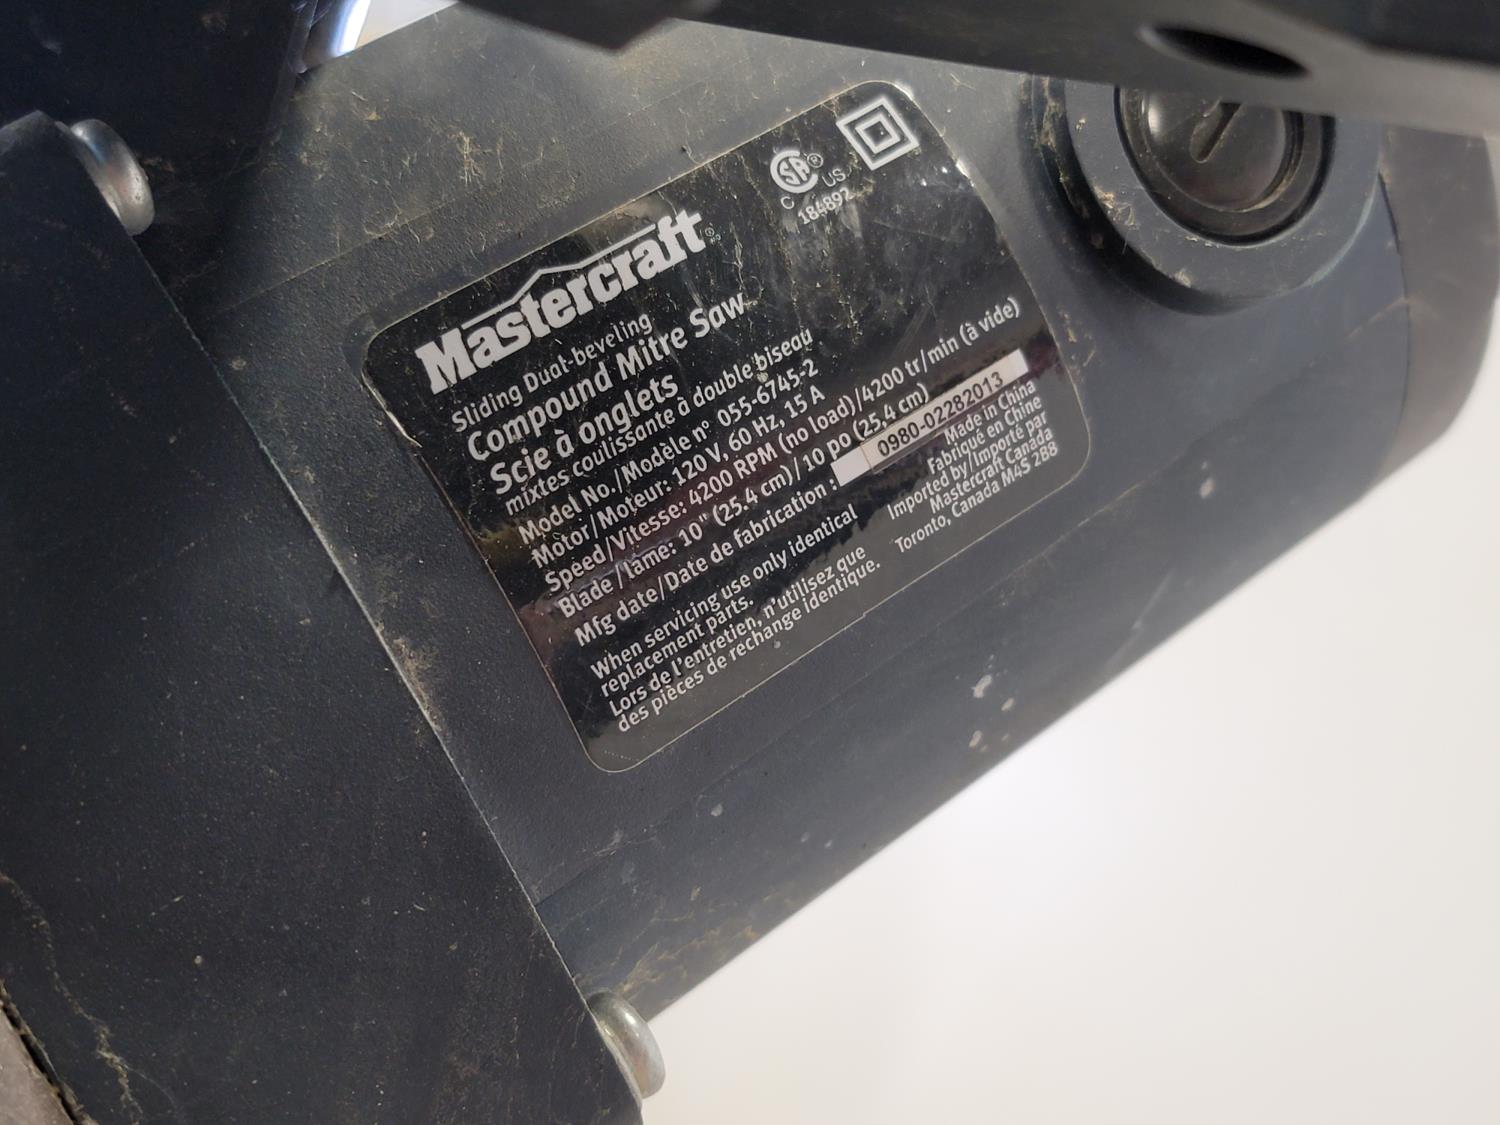 CSA®
C US
184892
Mastercraft®
Sliding Dual-beveling
Compound Mitre Saw
Scie à onglets
mixtes coulissante à double biseau
Model No./Modèle n° 055-6745-2
Motor/Moteur: 120 V, 60 Hz, 15 A
Speed/Vitesse: 4200 RPM (no load)/4200 tr/min (à vide)
Blade/lame: 10" (25.4 cm)/10 po (25,4 cm)
Mfg date/Date de fabrication : 0980-02282013
When servicing use only identical
replacement parts.
Lors de l'entretien, n'utilisez que
des pièces de rechange identique.
Made in China
Fabriqué en Chine
Imported by/Importé par
Mastercraft Canada
Toronto, Canada M4S 2B8